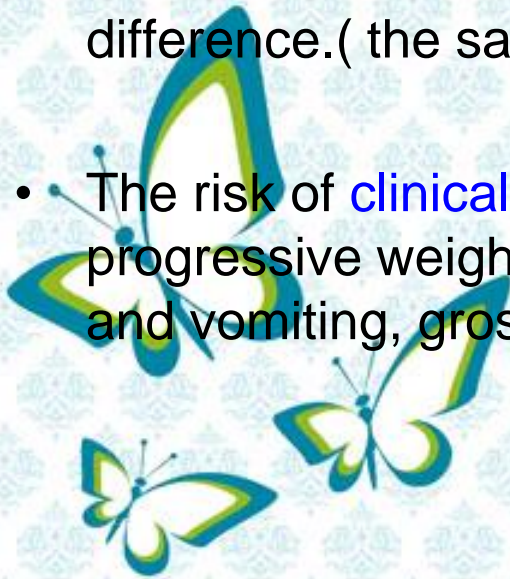 difference.( the sa
• The risk of clinical
progressive weigh
and vomiting, gros